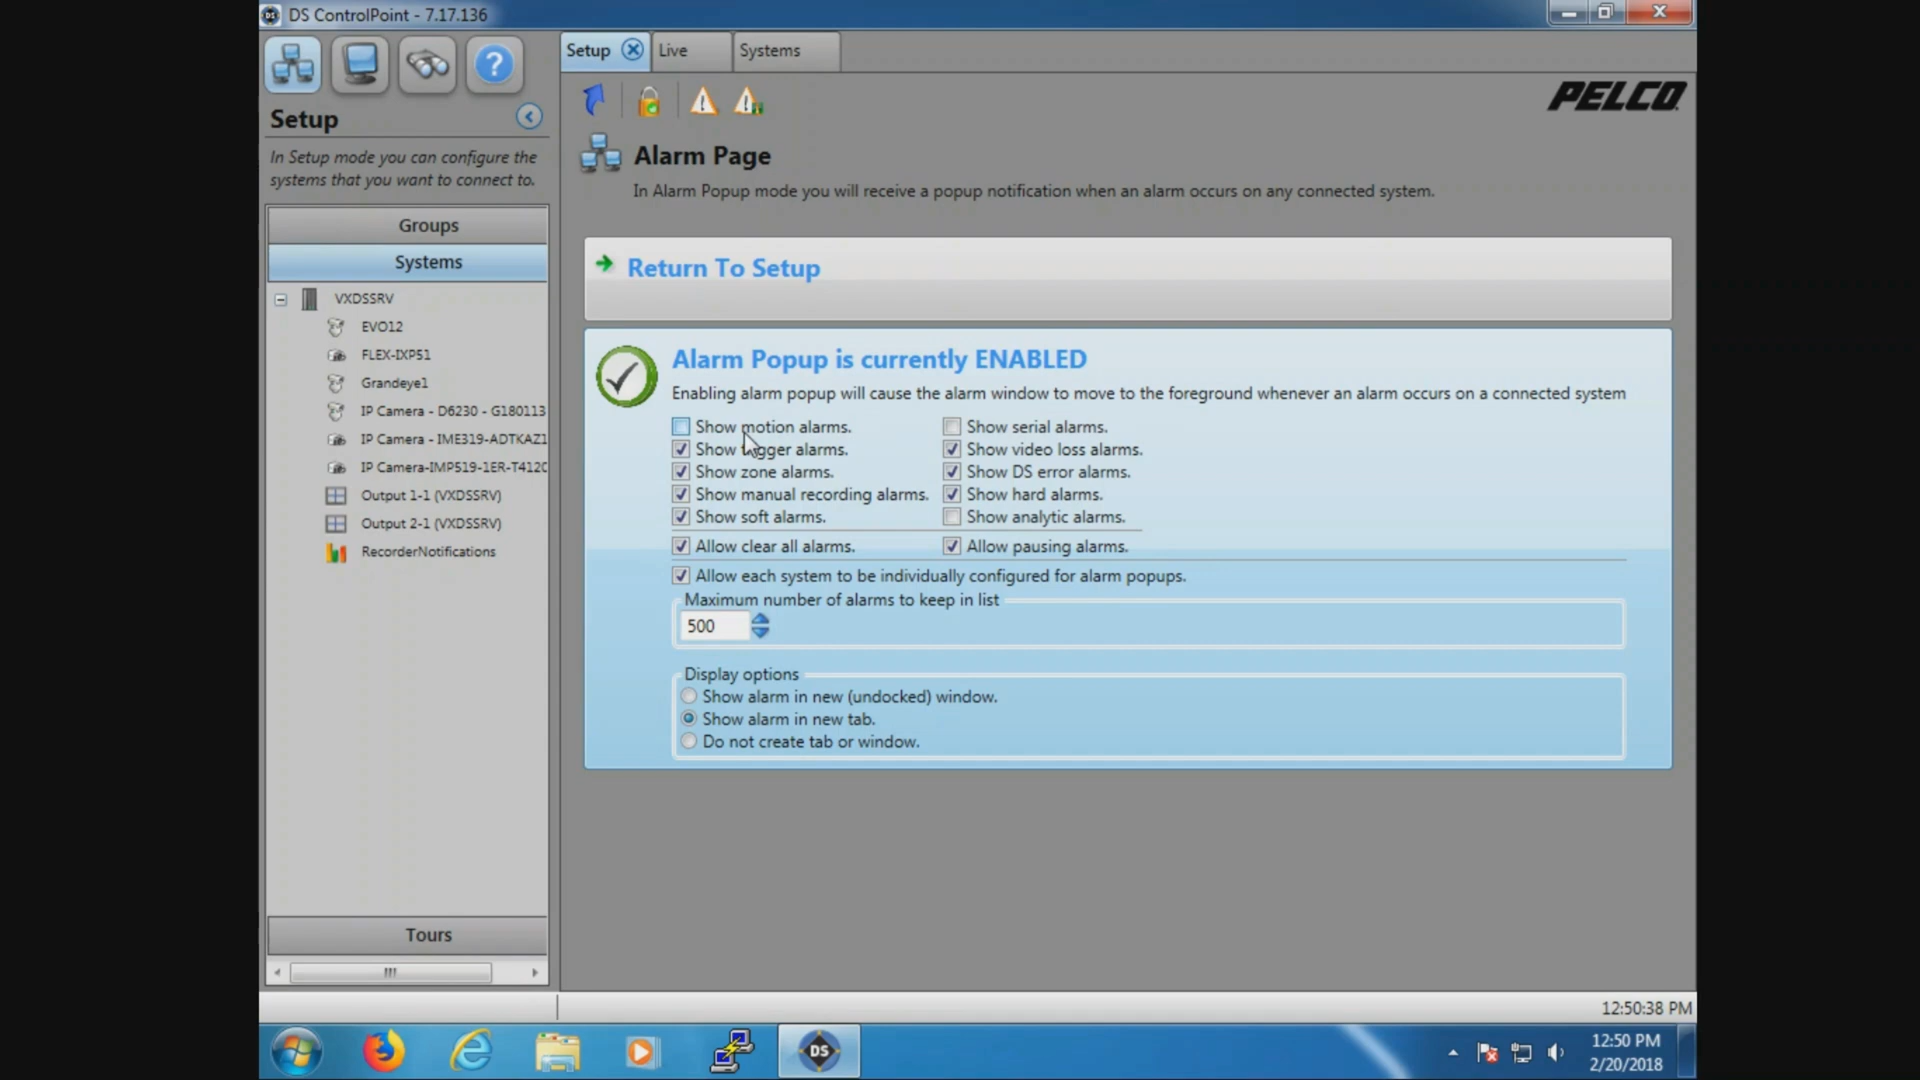 DS ControlPoint - 7.17.136
Setup
Live
Systems
PELCO
Setup
In Setup mode you can configure the
systems that you want to connect to.
Groups
Systems
VXDSSRV
EVO12
FLEX-IXP51
Grandeye1
IP Camera - D6230 - G180113
IP Camera - IME319-ADTKAZ1
IP Camera-IMP519-1ER-T412C
Output 1-1 (VXDSSRV)
Output 2-1 (VXDSSRV)
RecorderNotifications
Tours
Alarm Page
In Alarm Popup mode you will receive a popup notification when an alarm occurs on any connected system.
Return To Setup
Alarm Popup is currently ENABLED
Enabling alarm popup will cause the alarm window to move to the foreground whenever an alarm occurs on a connected system
Show motion alarms.
Show serial alarms.
Show trigger alarms.
Show video loss alarms.
Show zone alarms.
Show DS error alarms.
Show manual recording alarms.
Show hard alarms.
Show soft alarms.
Show analytic alarms.
Allow clear all alarms.
Allow pausing alarms.
Allow each system to be individually configured for alarm popups.
Maximum number of alarms to keep in list
500
Display options
Show alarm in new (undocked) window.
Show alarm in new tab.
Do not create tab or window.
12:50:38 PM
DS
12:50 PM
2/20/2018